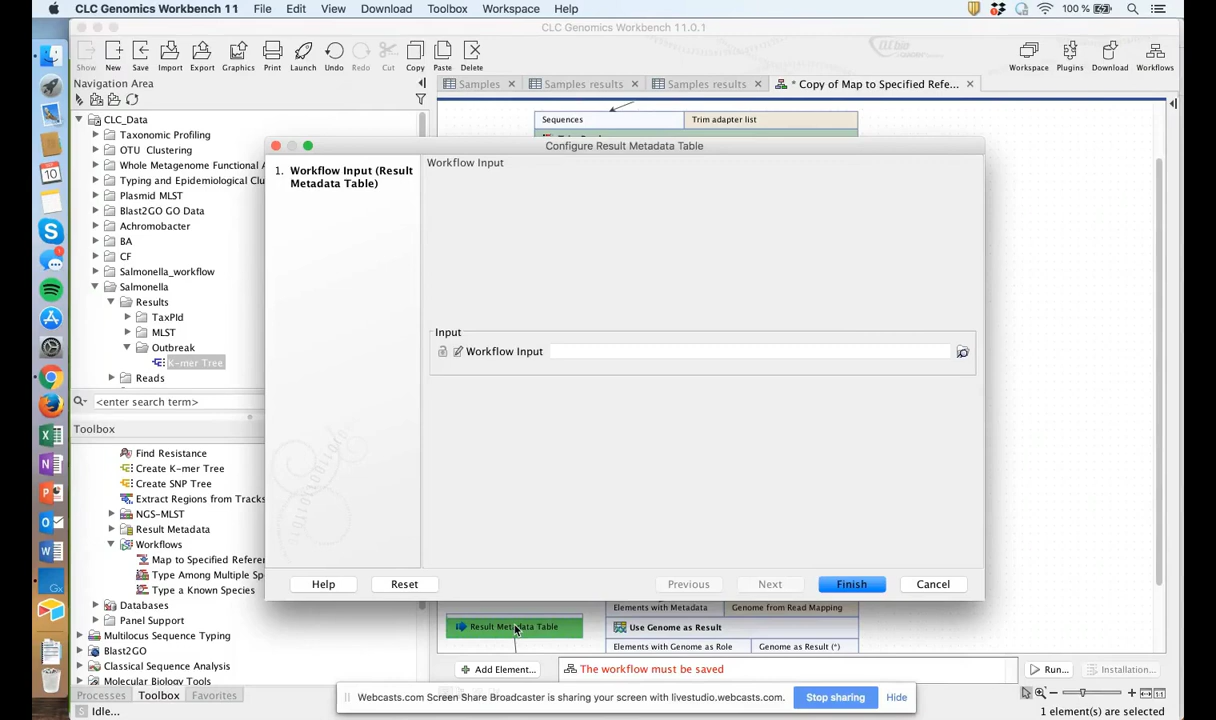 CLC Genomics Workbench 11 File Edit View Download Toolbox Workspace Help 100 %
CLC Genomics Workbench 11.0.1
Show New Save Import Export Graphics Print Launch Undo Redo Cut Copy Paste Delete Workspace Plugins Download Workflows
Navigation Area
Samples Samples results Samples results * Copy of Map to Specified Refe...
CLC_Data
Taxonomic Profiling
OTU Clustering
Whole Metagenome Functional A
Typing and Epidemiological Clu
Plasmid MLST
Blast2GO GO Data
Achromobacter
BA
CF
Salmonella_workflow
Salmonella
Results
TaxPId
MLST
Outbreak
K-mer Tree
Reads
<enter search term>
Toolbox
Find Resistance
Create K-mer Tree
Create SNP Tree
Extract Regions from Tracks
NGS-MLST
Result Metadata
Workflows
Map to Specified Referen
Type Among Multiple Sp
Type a Known Species
Databases
Panel Support
Multilocus Sequence Typing
Blast2GO
Classical Sequence Analysis
Molecular Biology Tools
Processes Toolbox Favorites
Idle...
Sequences Trim adapter list
Configure Result Metadata Table
1. Workflow Input (Result
Metadata Table)
Workflow Input
Input
Workflow Input
Help Reset Previous Next Finish Cancel
Elements with Metadata Genome from Read Mapping
Result Metadata Table Use Genome as Result
Elements with Genome as Role Genome as Result (*)
Add Element... The workflow must be saved Run... Installation...
Webcasts.com Screen Share Broadcaster is sharing your screen with livestudio.webcasts.com. Stop sharing Hide
1 element(s) are selected